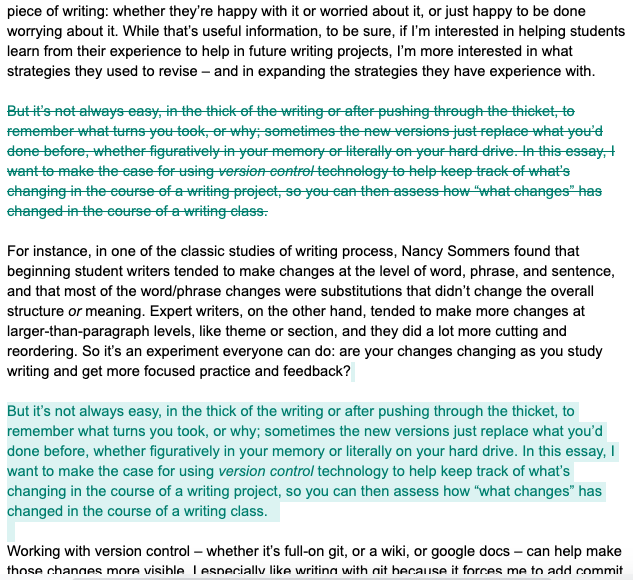 piece of writing: whether they’re happy with it or worried about it, or just happy to be done
worrying about it. While that’s useful information, to be sure, if I’m interested in helping students
learn from their experience to help in future writing projects, I’m more interested in what
strategies they used to revise – and in expanding the strategies they have experience with.
But it’s not always easy, in the thick of the writing or after pushing through the thicket, to
remember what turns you took, or why; sometimes the new versions just replace what you’d
done before, whether figuratively in your memory or literally on your hard drive. In this essay, I
want to make the case for using version control technology to help keep track of what’s
changing in the course of a writing project, so you can then assess how “what changes” has
changed in the course of a writing class.
For instance, in one of the classic studies of writing process, Nancy Sommers found that
beginning student writers tended to make changes at the level of word, phrase, and sentence,
and that most of the word/phrase changes were substitutions that didn’t change the overall
structure or meaning. Expert writers, on the other hand, tended to make more changes at
larger-than-paragraph levels, like theme or section, and they did a lot more cutting and
reordering. So it’s an experiment everyone can do: are your changes changing as you study
writing and get more focused practice and feedback?
But it’s not always easy, in the thick of the writing or after pushing through the thicket, to
remember what turns you took, or why; sometimes the new versions just replace what you’d
done before, whether figuratively in your memory or literally on your hard drive. In this essay, I
want to make the case for using version control technology to help keep track of what’s
changing in the course of a writing project, so you can then assess how “what changes” has
changed in the course of a writing class.
Working with version control – whether it’s full-on git, or a wiki, or google docs – can help make
those changes more visible. I especially like writing with git because it forces me to add commit